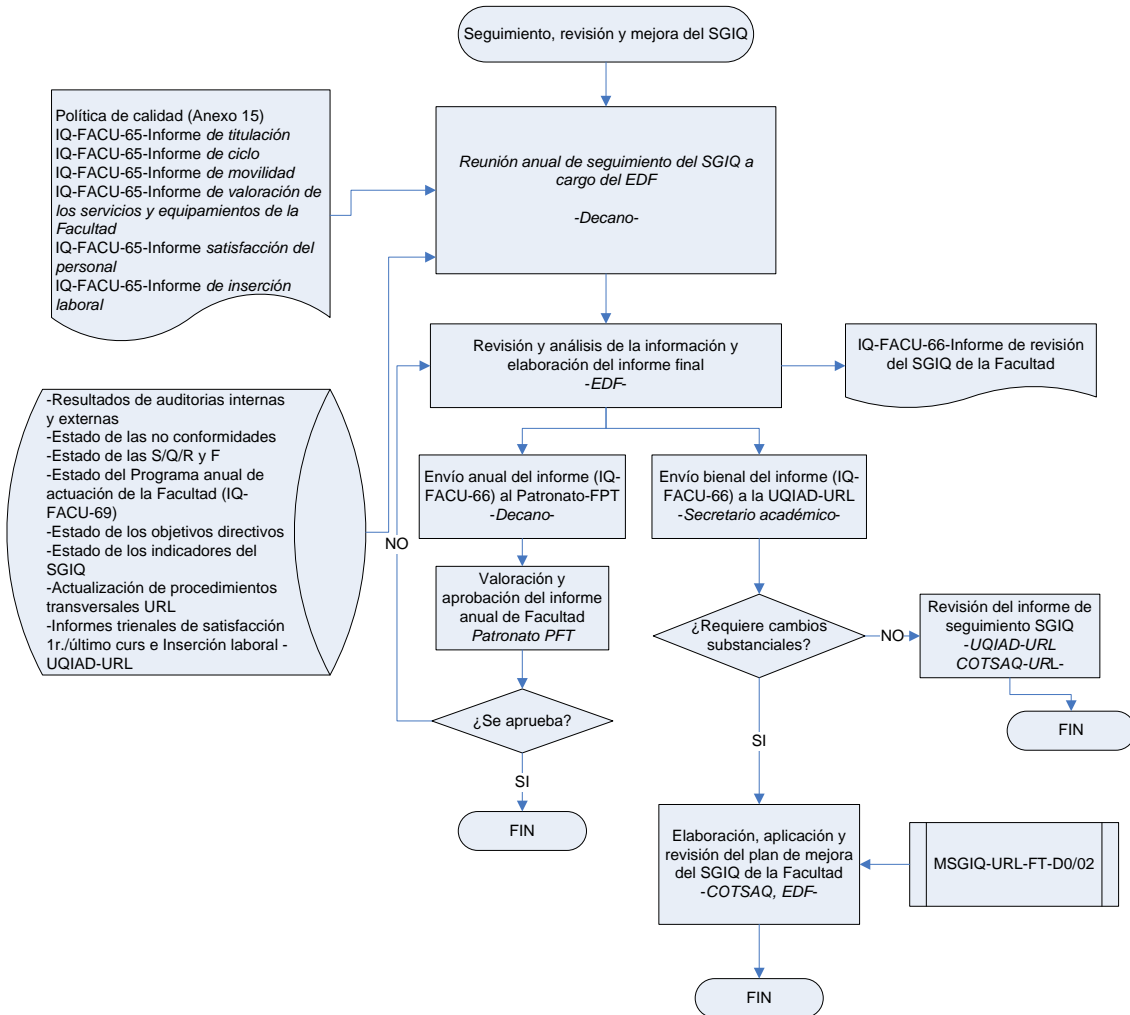 Seguimiento, revisión y mejora del SGIQ
Política de calidad (Anexo 15)
IQ-FACU-65-Informe de titulación
IQ-FACU-65-Informe de ciclo
IQ-FACU-65-Informe de movilidad
IQ-FACU-65-Informe de valoración de
los servicios y equipamientos de la
Facultad
IQ-FACU-65-Informe satisfacción del
personal
IQ-FACU-65-Informe de inserción
laboral
Reunión anual de seguimiento del SGIQ a
cargo del EDF
-Decano-
Revisión y análisis de la información y
elaboración del informe final
-EDF-
IQ-FACU-66-Informe de revisión
del SGIQ de la Facultad
-Resultados de auditorias internas
y externas
-Estado de las no conformidades
-Estado de las S/Q/R y F
-Estado del Programa anual de
actuación de la Facultad (IQ-
FACU-69)
-Estado de los objetivos directivos
-Estado de los indicadores del
SGIQ
-Actualización de procedimientos
transversales URL
-Informes trienales de satisfacción
1r./último curs e Inserción laboral -
UQIAD-URL
Envío anual del informe (IQ-
FACU-66) al Patronato-FPT
-Decano-
Envío bienal del informe (IQ-
FACU-66) a la UQIAD-URL
-Secretario académico-
NO
Valoración y
aprobación del informe
anual de Facultad
Patronato PFT
¿Requiere cambios
substanciales?
NO
Revisión del informe de
seguimiento SGIQ
-UQIAD-URL
COTSAQ-URL-
¿Se aprueba?
FIN
SI
SI
FIN
Elaboración, aplicación y
revisión del plan de mejora
del SGIQ de la Facultad
-COTSAQ, EDF-
MSGIQ-URL-FT-D0/02
FIN